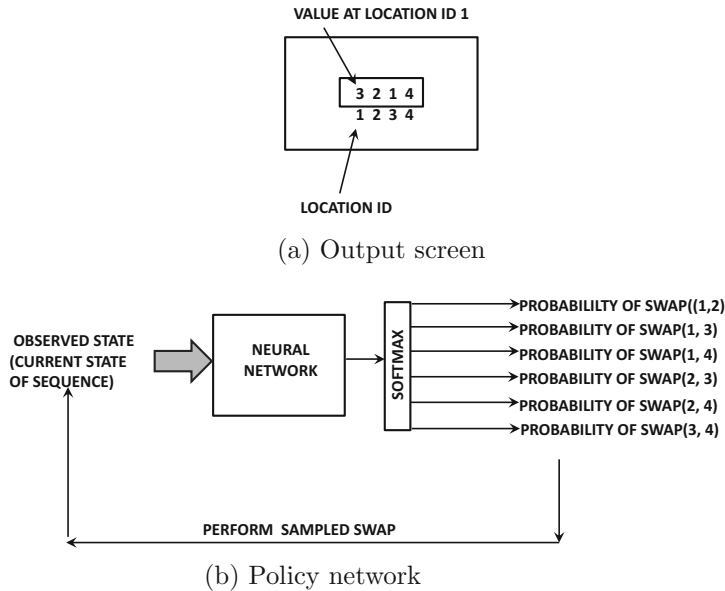 VALUE AT LOCATION ID 1
3 2 1 4
1 2 3 4
LOCATION ID
(a) Output screen
OBSERVED STATE
(CURRENT STATE
OF SEQUENCE)
NEURAL
NETWORK
SOFTMAX
PROBABILILTY OF SWAP((1,2)
PROBABILITY OF SWAP(1, 3)
PROBABILITY OF SWAP(1, 4)
PROBABILITY OF SWAP(2, 3)
PROBABILITY OF SWAP(2, 4)
PROBABILITY OF SWAP(3, 4)
PERFORM SAMPLED SWAP
(b) Policy network